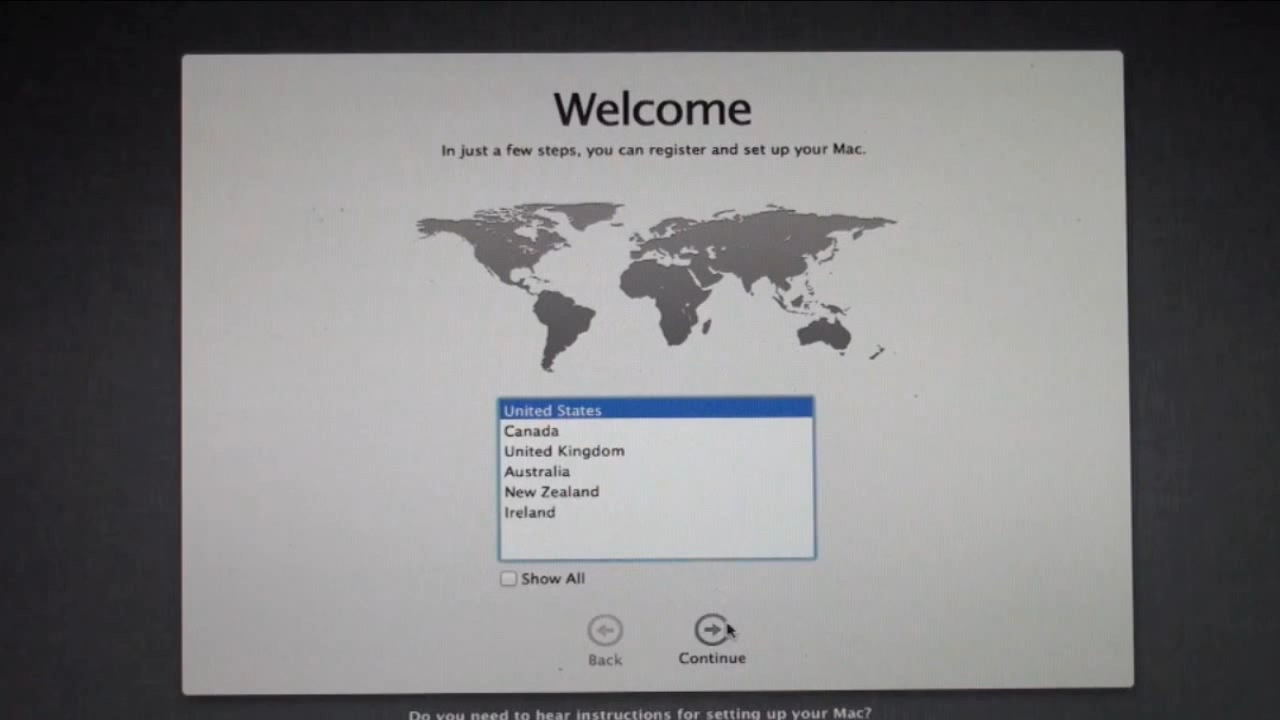 Welcome
In just a few steps, you can register and set up your Mac.
United States
Canada
United Kingdom
Australia
New Zealand
Ireland
Show All
Back
Continue
Do you need to hear instructions for setting up your Mac?